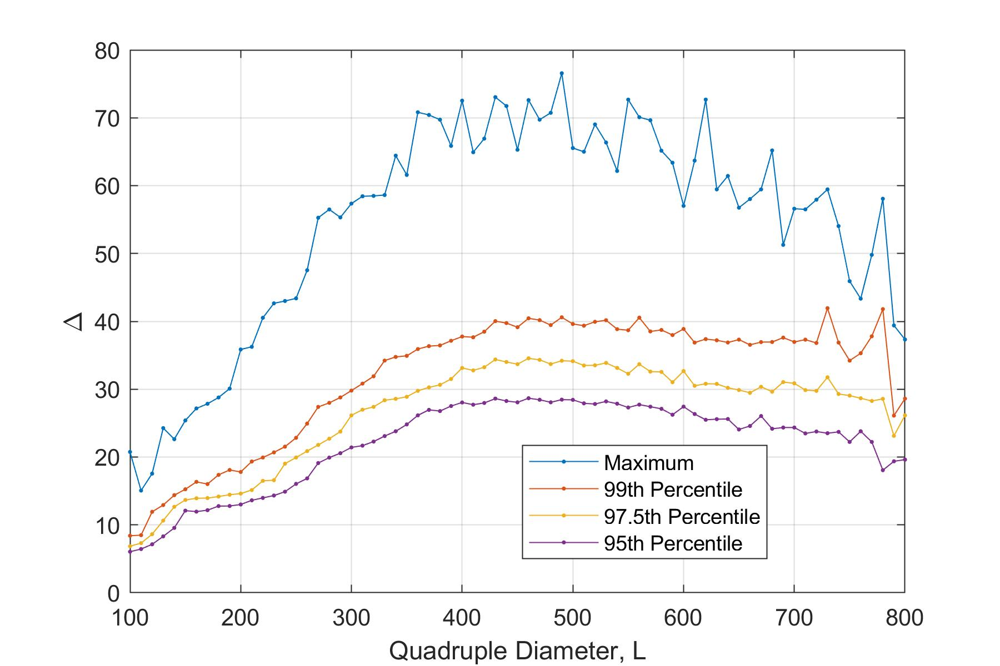 80
70
60
50
40
30
20
10
0
Δ
100 200 300 400 500 600 700 800
Quadruple Diameter, L
Maximum
99th Percentile
97.5th Percentile
95th Percentile